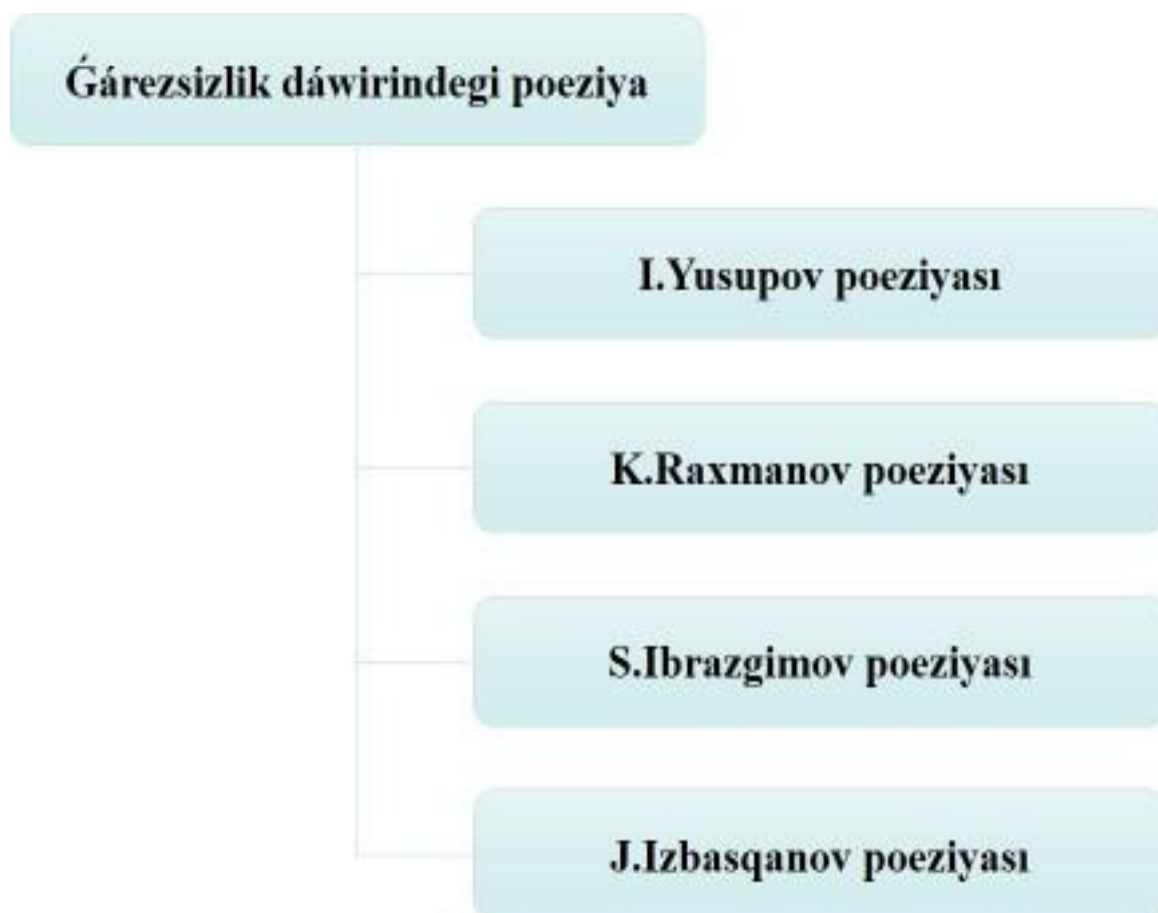 Ǵárezsizlik dáwirindegi poeziya
I.Yusupov poeziyası
K.Raxmanov poeziyası
S.Ibrazgimov poeziyası
J.Izbasqanov poeziyası